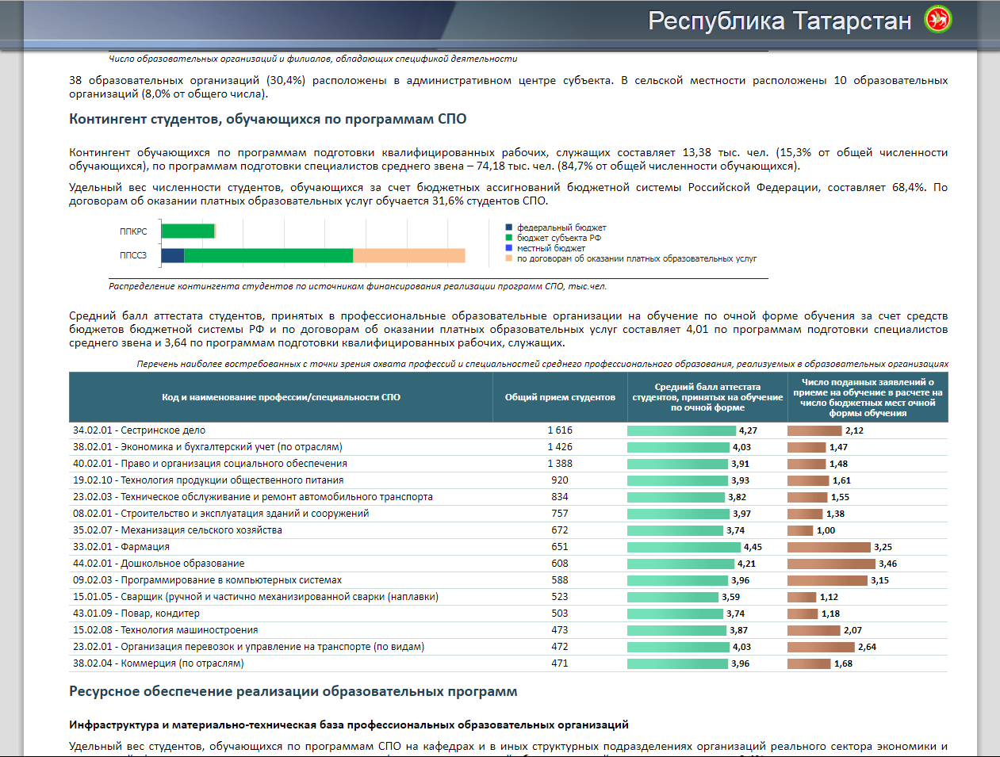 Республика Татарстан
Число образовательных организаций и филиалов, обладающих спецификой деятельности
38 образовательных организаций (30,4%) расположены в административном центре субъекта. В сельской местности расположены 10 образовательных
организаций (8,0% от общего числа).
Контингент студентов, обучающихся по программам СПО
Контингент обучающихся по программам подготовки квалифицированных рабочих, служащих составляет 13,38 тыс. чел. (15,3% от общей численности
обучающихся), по программам подготовки специалистов среднего звена – 74,18 тыс. чел. (84,7% от общей численности обучающихся).
Удельный вес численности студентов, обучающихся за счет бюджетных ассигнований бюджетной системы Российской Федерации, составляет 68,4%. По
договорам об оказании платных образовательных услуг обучается 31,6% студентов СПО.
ППКРС
ППССЗ
федеральный бюджет
бюджет субъекта РФ
местный бюджет
по договорам об оказании платных образовательных услуг
Распределение контингента студентов по источникам финансирования реализации программ СПО, тыс.чел.
Средний балл аттестата студентов, принятых в профессиональные образовательные организации на обучение по очной форме обучения за счет средств
бюджетов бюджетной системы РФ и по договорам об оказании платных образовательных услуг составляет 4,01 по программам подготовки специалистов
среднего звена и 3,64 по программам подготовки квалифицированных рабочих, служащих.
Перечень наиболее востребованных с точки зрения охвата профессий и специальностей среднего профессионального образования, реализуемых в образовательных организациях
Код и наименование профессии/специальности СПО
Общий прием студентов
Средний балл аттестата
студентов, принятых на обучение
по очной форме
Число поданных заявлений о
приеме на обучение в расчете на
число бюджетных мест очной
формы обучения
34.02.01 - Сестринское дело 1 616 4,27 2,12
38.02.01 - Экономика и бухгалтерский учет (по отраслям) 1 426 4,03 1,47
40.02.01 - Право и организация социального обеспечения 1 388 3,91 1,48
19.02.10 - Технология продукции общественного питания 920 3,93 1,61
23.02.03 - Техническое обслуживание и ремонт автомобильного транспорта 834 3,82 1,55
08.02.01 - Строительство и эксплуатация зданий и сооружений 757 3,97 1,38
35.02.07 - Механизация сельского хозяйства 672 3,74 1,00
33.02.01 - Фармация 651 4,45 3,25
44.02.01 - Дошкольное образование 608 4,21 3,46
09.02.03 - Программирование в компьютерных системах 588 3,96 3,15
15.01.05 - Сварщик (ручной и частично механизированной сварки (наплавки) 523 3,59 1,12
43.01.09 - Повар, кондитер 503 3,74 1,18
15.02.08 - Технология машиностроения 473 3,87 2,07
23.02.01 - Организация перевозок и управление на транспорте (по видам) 472 4,03 2,64
38.02.04 - Коммерция (по отраслям) 471 3,96 1,68
Ресурсное обеспечение реализации образовательных программ
Инфраструктура и материально-техническая база профессиональных образовательных организаций
Удельный вес студентов, обучающихся по программам СПО на кафедрах и в иных структурных подразделениях организаций реального сектора экономики и